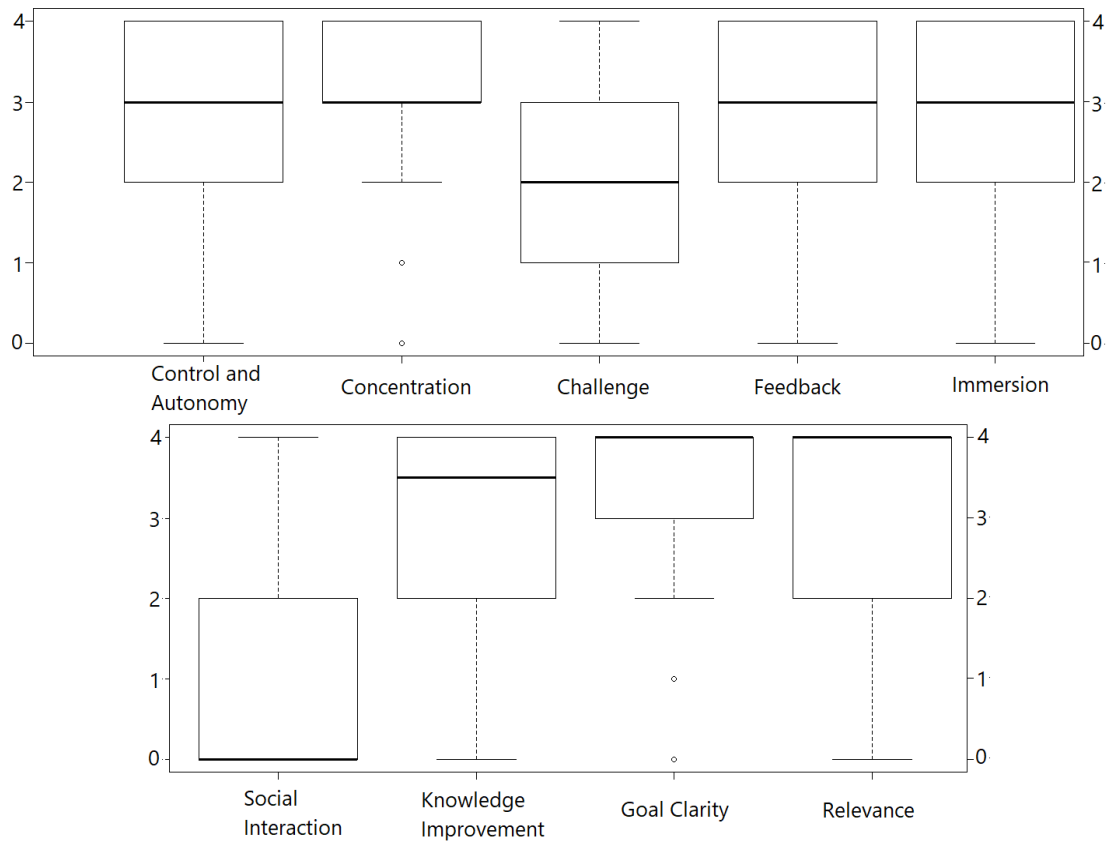 4 4
3 3
2 2
1 1
0 0
Control and
Autonomy
Concentration
Challenge
Feedback
Immersion
4 4
3 3
2 2
1 1
0 0
Social
Interaction
Knowledge
Improvement
Goal Clarity
Relevance